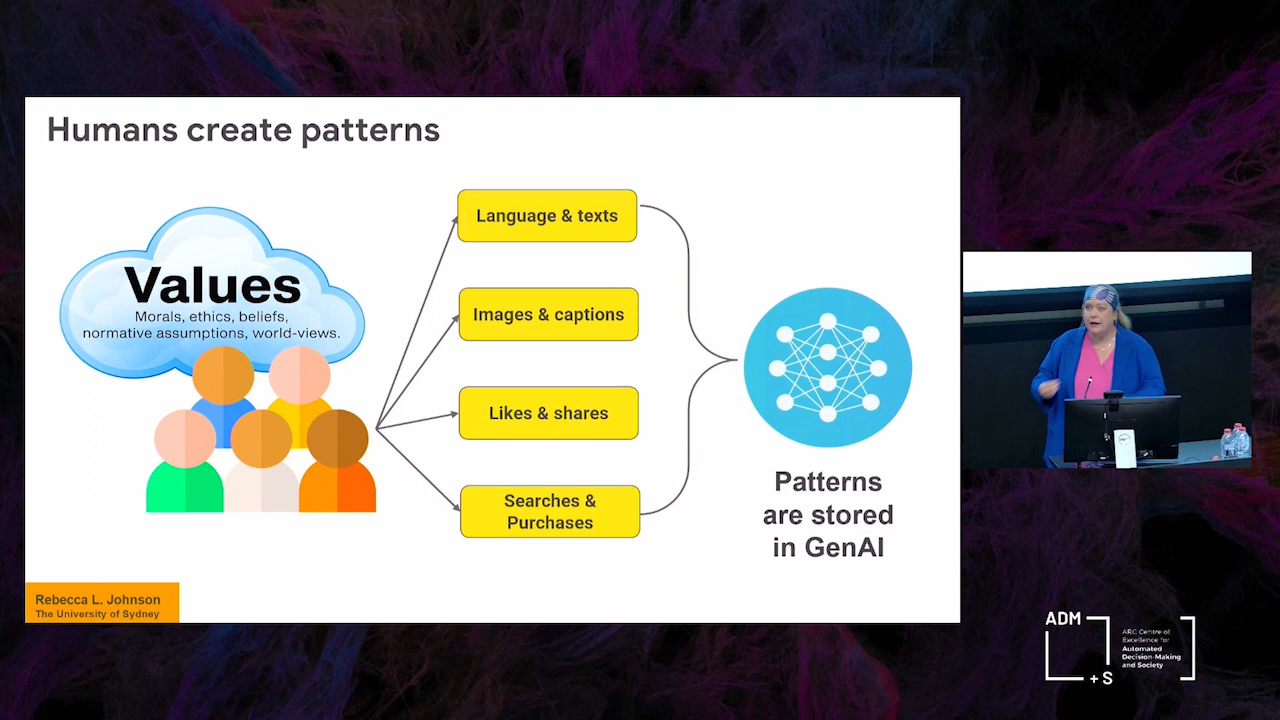 Humans create patterns
Values
Morals, ethics, beliefs,
normative assumptions, world-views.
Language & texts
Images & captions
Likes & shares
Searches &
Purchases
Patterns
are stored
in GenAI
Rebecca L. Johnson
The University of Sydney
ADM
+ S
ARC Centre of
Excellence for
Automated
Decision-Making
and Society